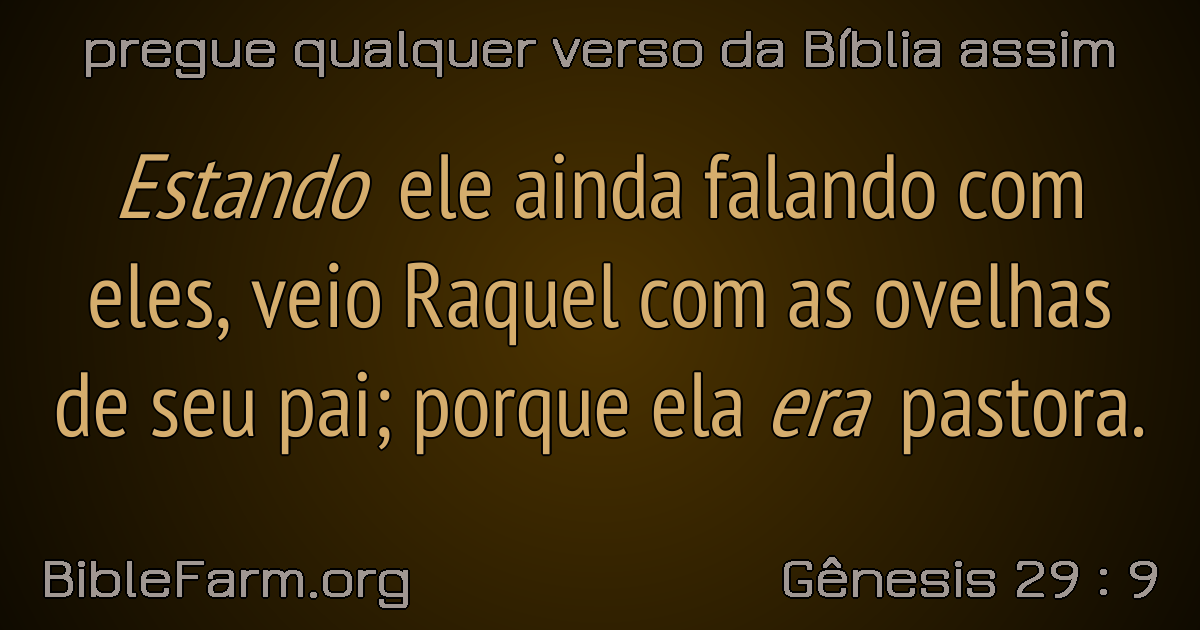 pregue qualquer verso da Bíblia assim
Estando ele ainda falando com
eles, veio Raquel com as ovelhas
de seu pai; porque ela era pastora.
BibleFarm.org
Gênesis 29 : 9